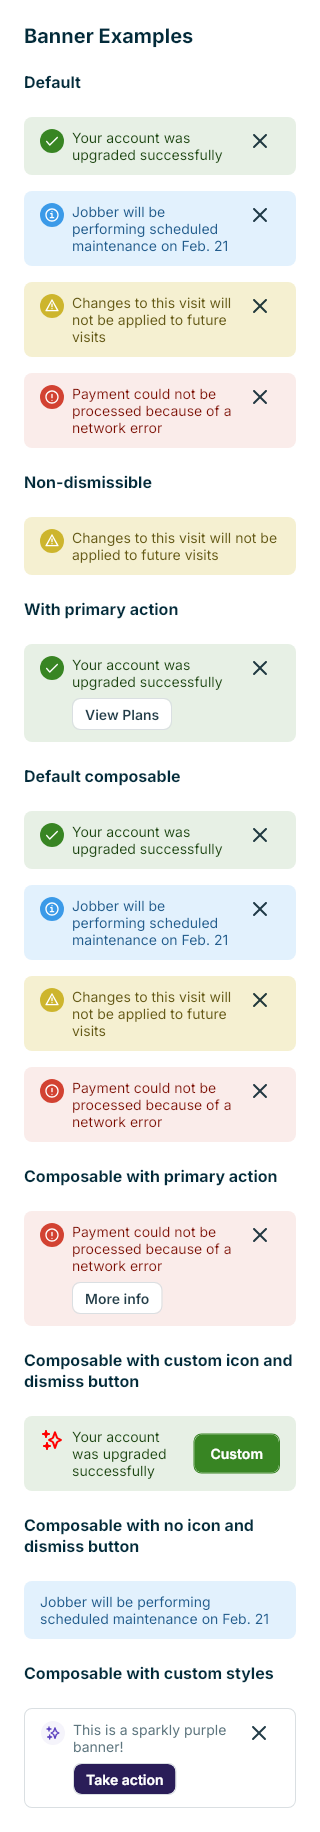 Banner Examples
Default
Your account was
upgraded successfully
Jobber will be
performing scheduled
maintenance on Feb. 21
Changes to this visit will
not be applied to future
visits
Payment could not be
processed because of a
network error
Non-dismissible
Changes to this visit will not be
applied to future visits
With primary action
Your account was
upgraded successfully
View Plans
Default composable
Your account was
upgraded successfully
Jobber will be
performing scheduled
maintenance on Feb. 21
Changes to this visit will
not be applied to future
visits
Payment could not be
processed because of a
network error
Composable with primary action
Payment could not be
processed because of a
network error
More info
Composable with custom icon and
dismiss button
Your account
was upgraded
successfully
Custom
Composable with no icon and
dismiss button
Jobber will be performing
scheduled maintenance on Feb. 21
Composable with custom styles
This is a sparkly purple
banner!
Take action